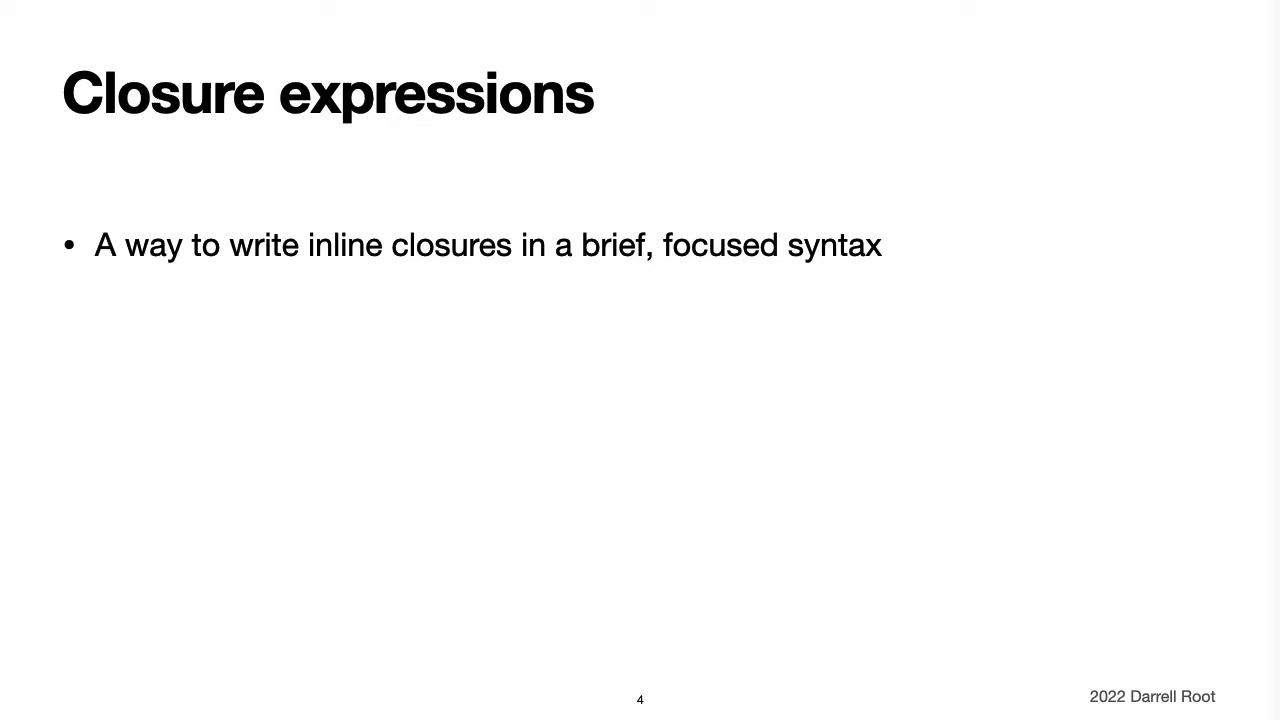 Closure expressions
• A way to write inline closures in a brief, focused syntax
4
2022 Darrell Root